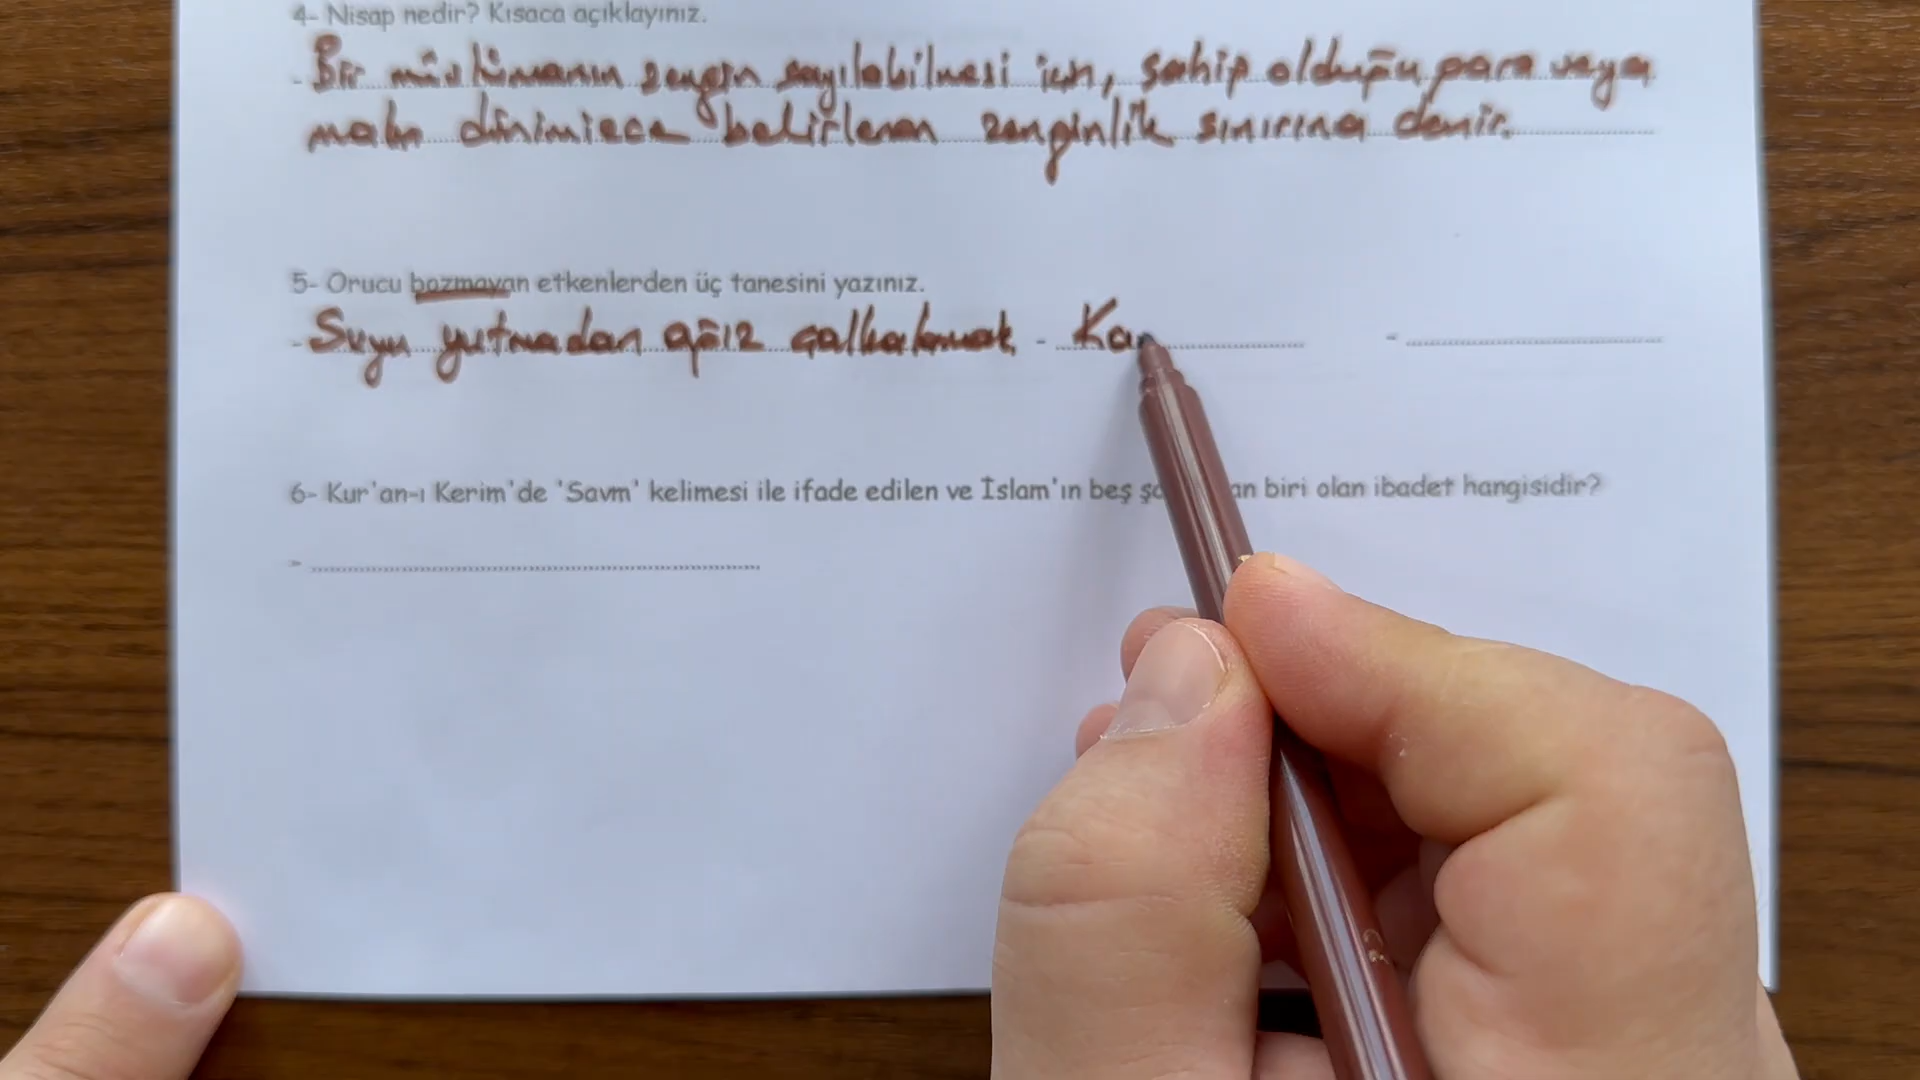 4- Nisap nedir? Kısaca açıklayınız.
- Bir müslümanın zengin sayılabilmesi için, sahip olduğu para veya
malın dinimizce belirlenen zenginlik sınırına denir.
5- Orucu bozmayan etkenlerden üç tanesini yazınız.
- Suyu yutmadan ağız çalkalamak - Kan -
6- Kur'an-ı Kerim'de 'Savm' kelimesi ile ifade edilen ve İslam'ın beş an biri olan ibadet hangisidir?
-